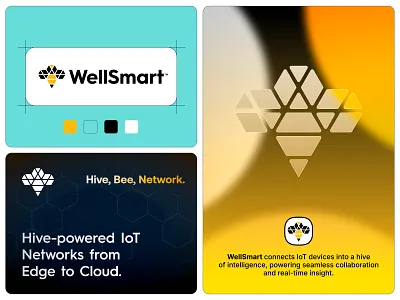 WellSmart™
Hive, Bee, Network.
Hive-powered IoT
Networks from
Edge to Cloud.
WellSmart connects IoT devices into a hive
of intelligence, powering seamless collaboration
and real-time insight.